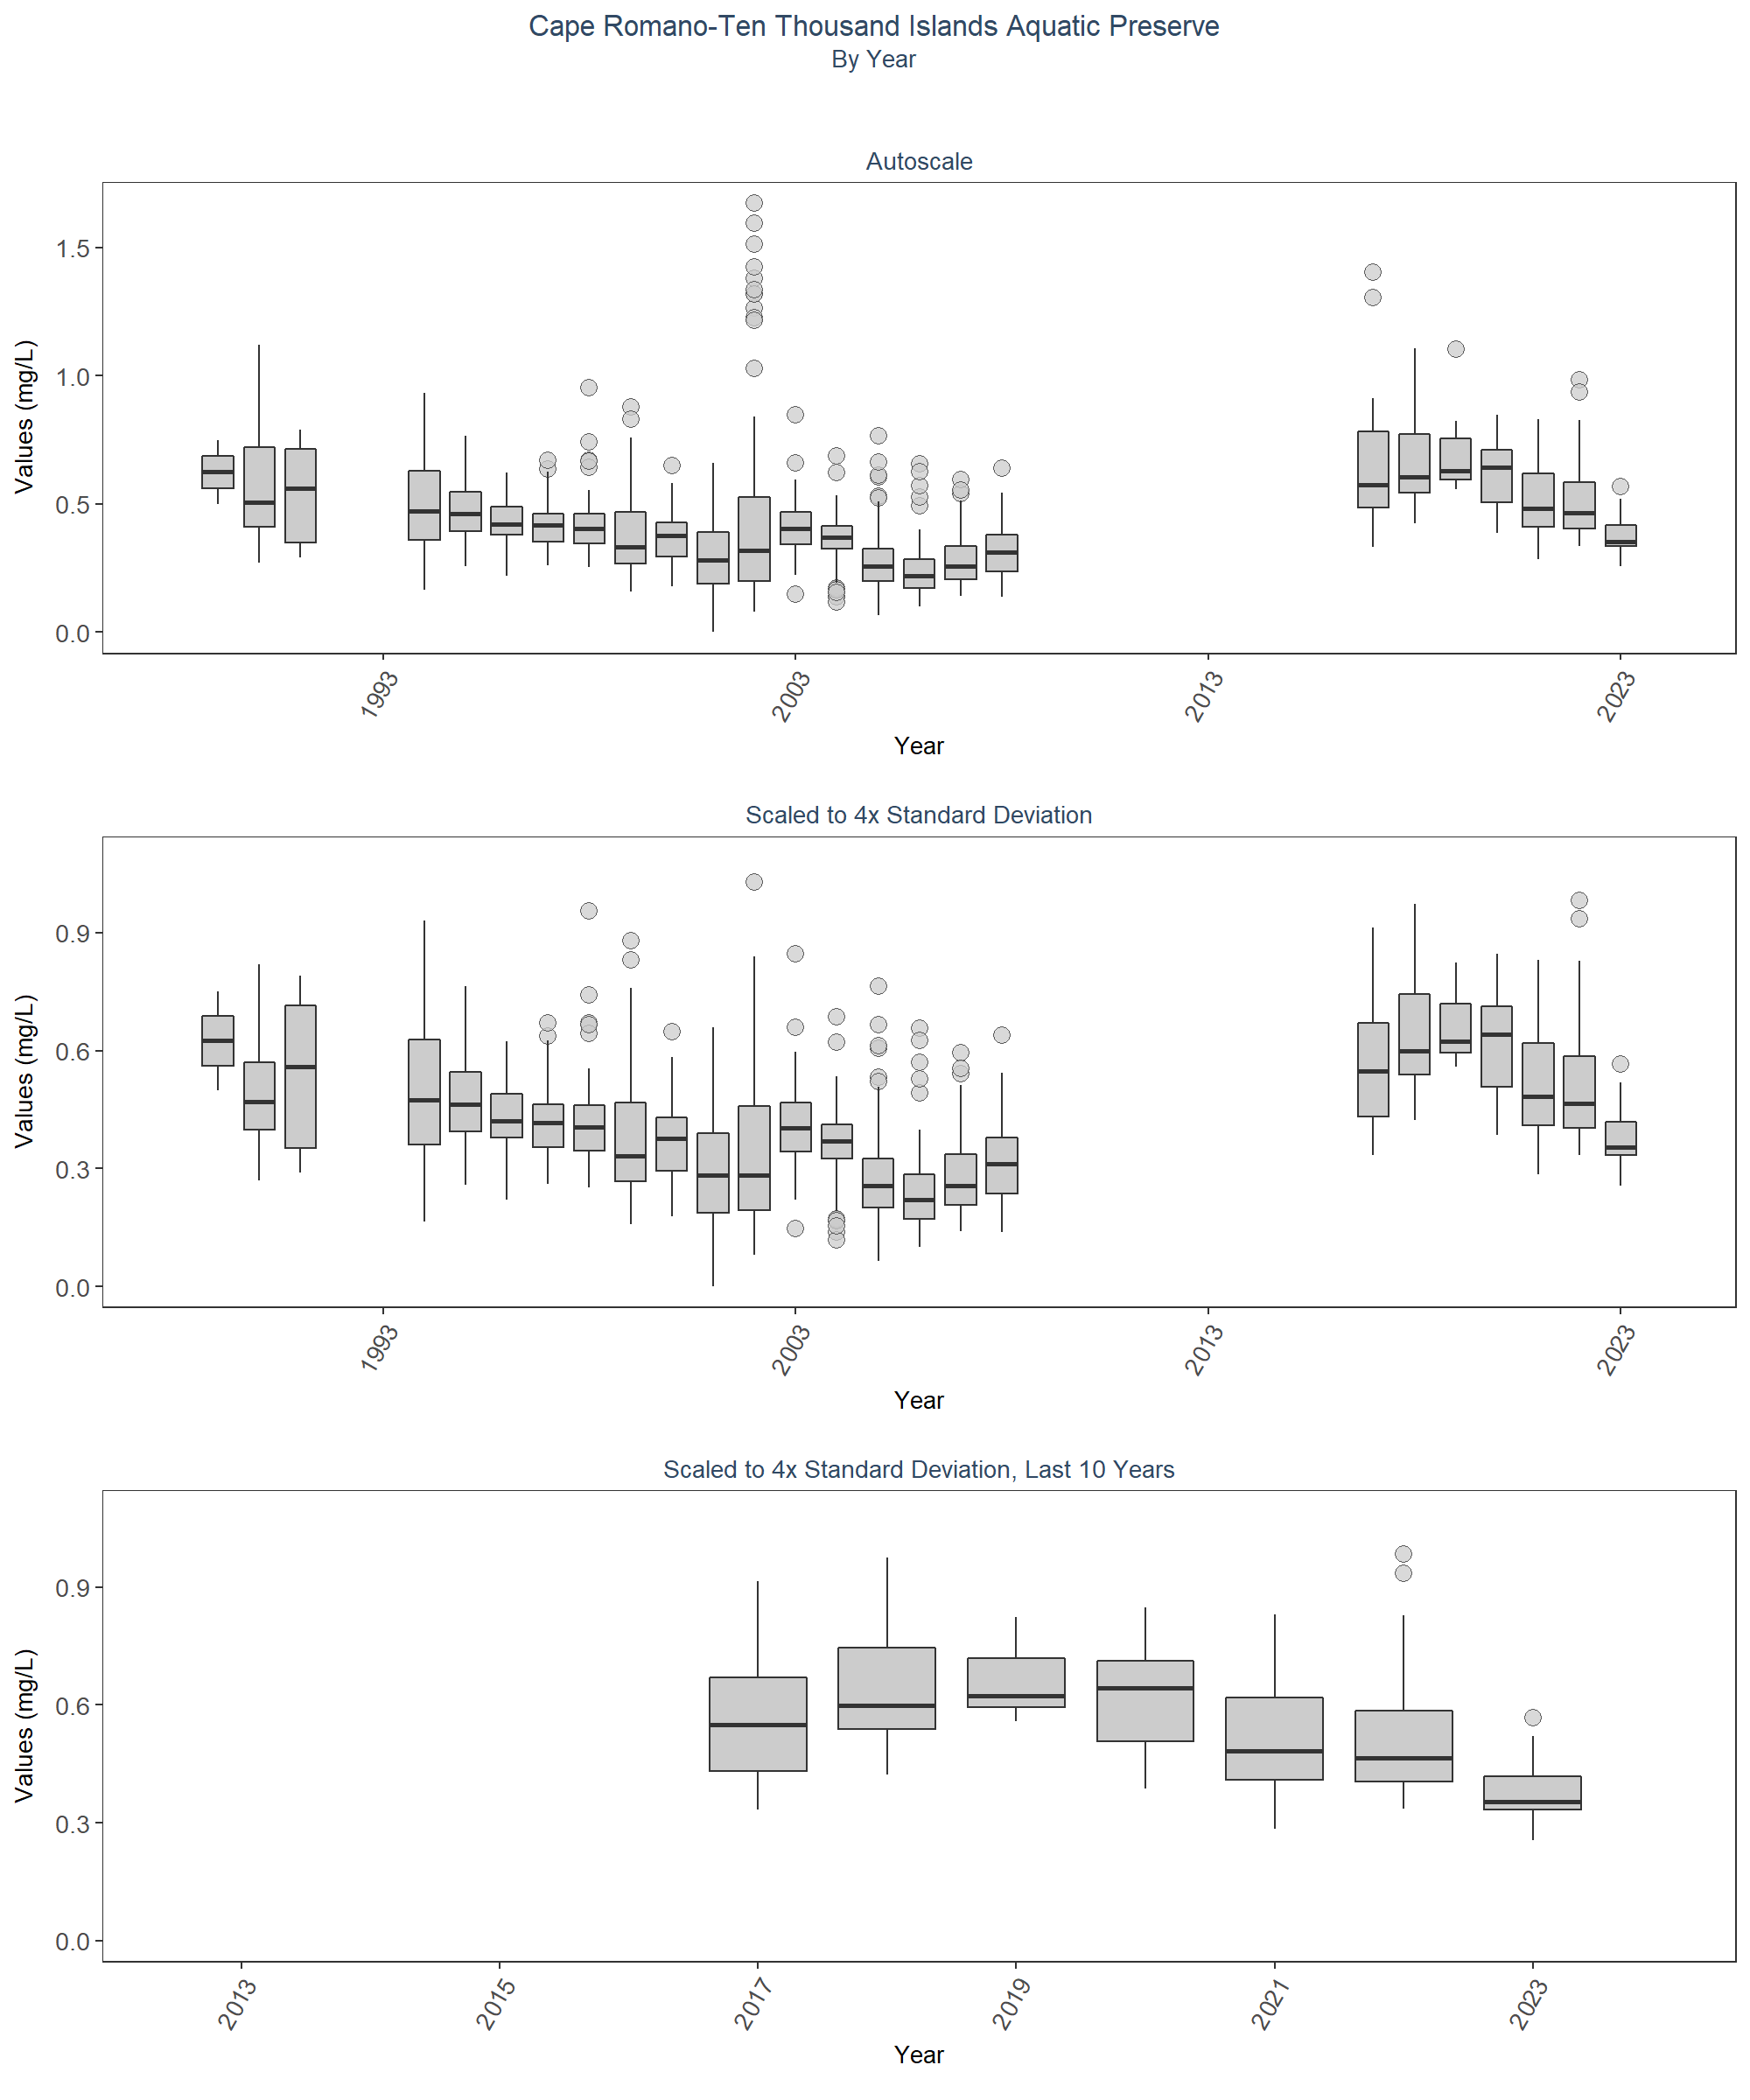 Cape Romano-Ten Thousand Islands Aquatic Preserve
By Year
Autoscale
Values (mg/L)
1.5
1.0
0.5
0.0
1993
2003
2013
2023
Year
Scaled to 4x Standard Deviation
Values (mg/L)
0.9
0.6
0.3
0.0
1993
2003
2013
2023
Year
Scaled to 4x Standard Deviation, Last 10 Years
Values (mg/L)
0.9
0.6
0.3
0.0
2013
2015
2017
2019
2021
2023
Year